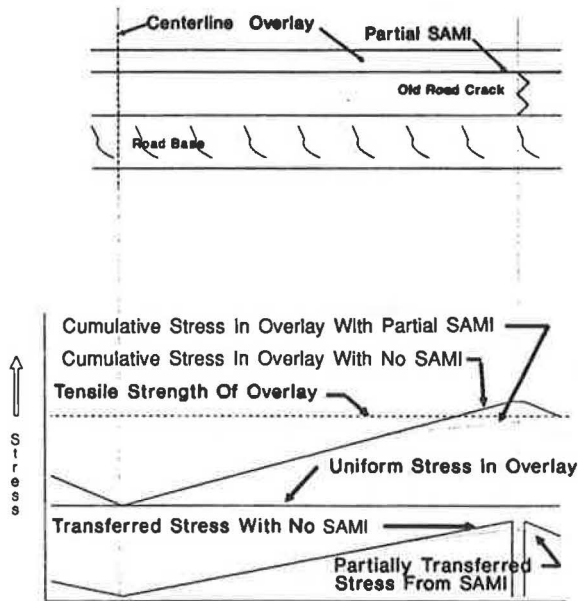 Centerline Overlay
Partial SAMI
Old Road Crack
Road Base
Cumulative Stress In Overlay With Partial SAMI
Cumulative Stress In Overlay With No SAMI
Tensile Strength Of Overlay
Stress
Uniform Stress In Overlay
Transferred Stress With No SAMI
Partially Transferred
Stress From SAMI